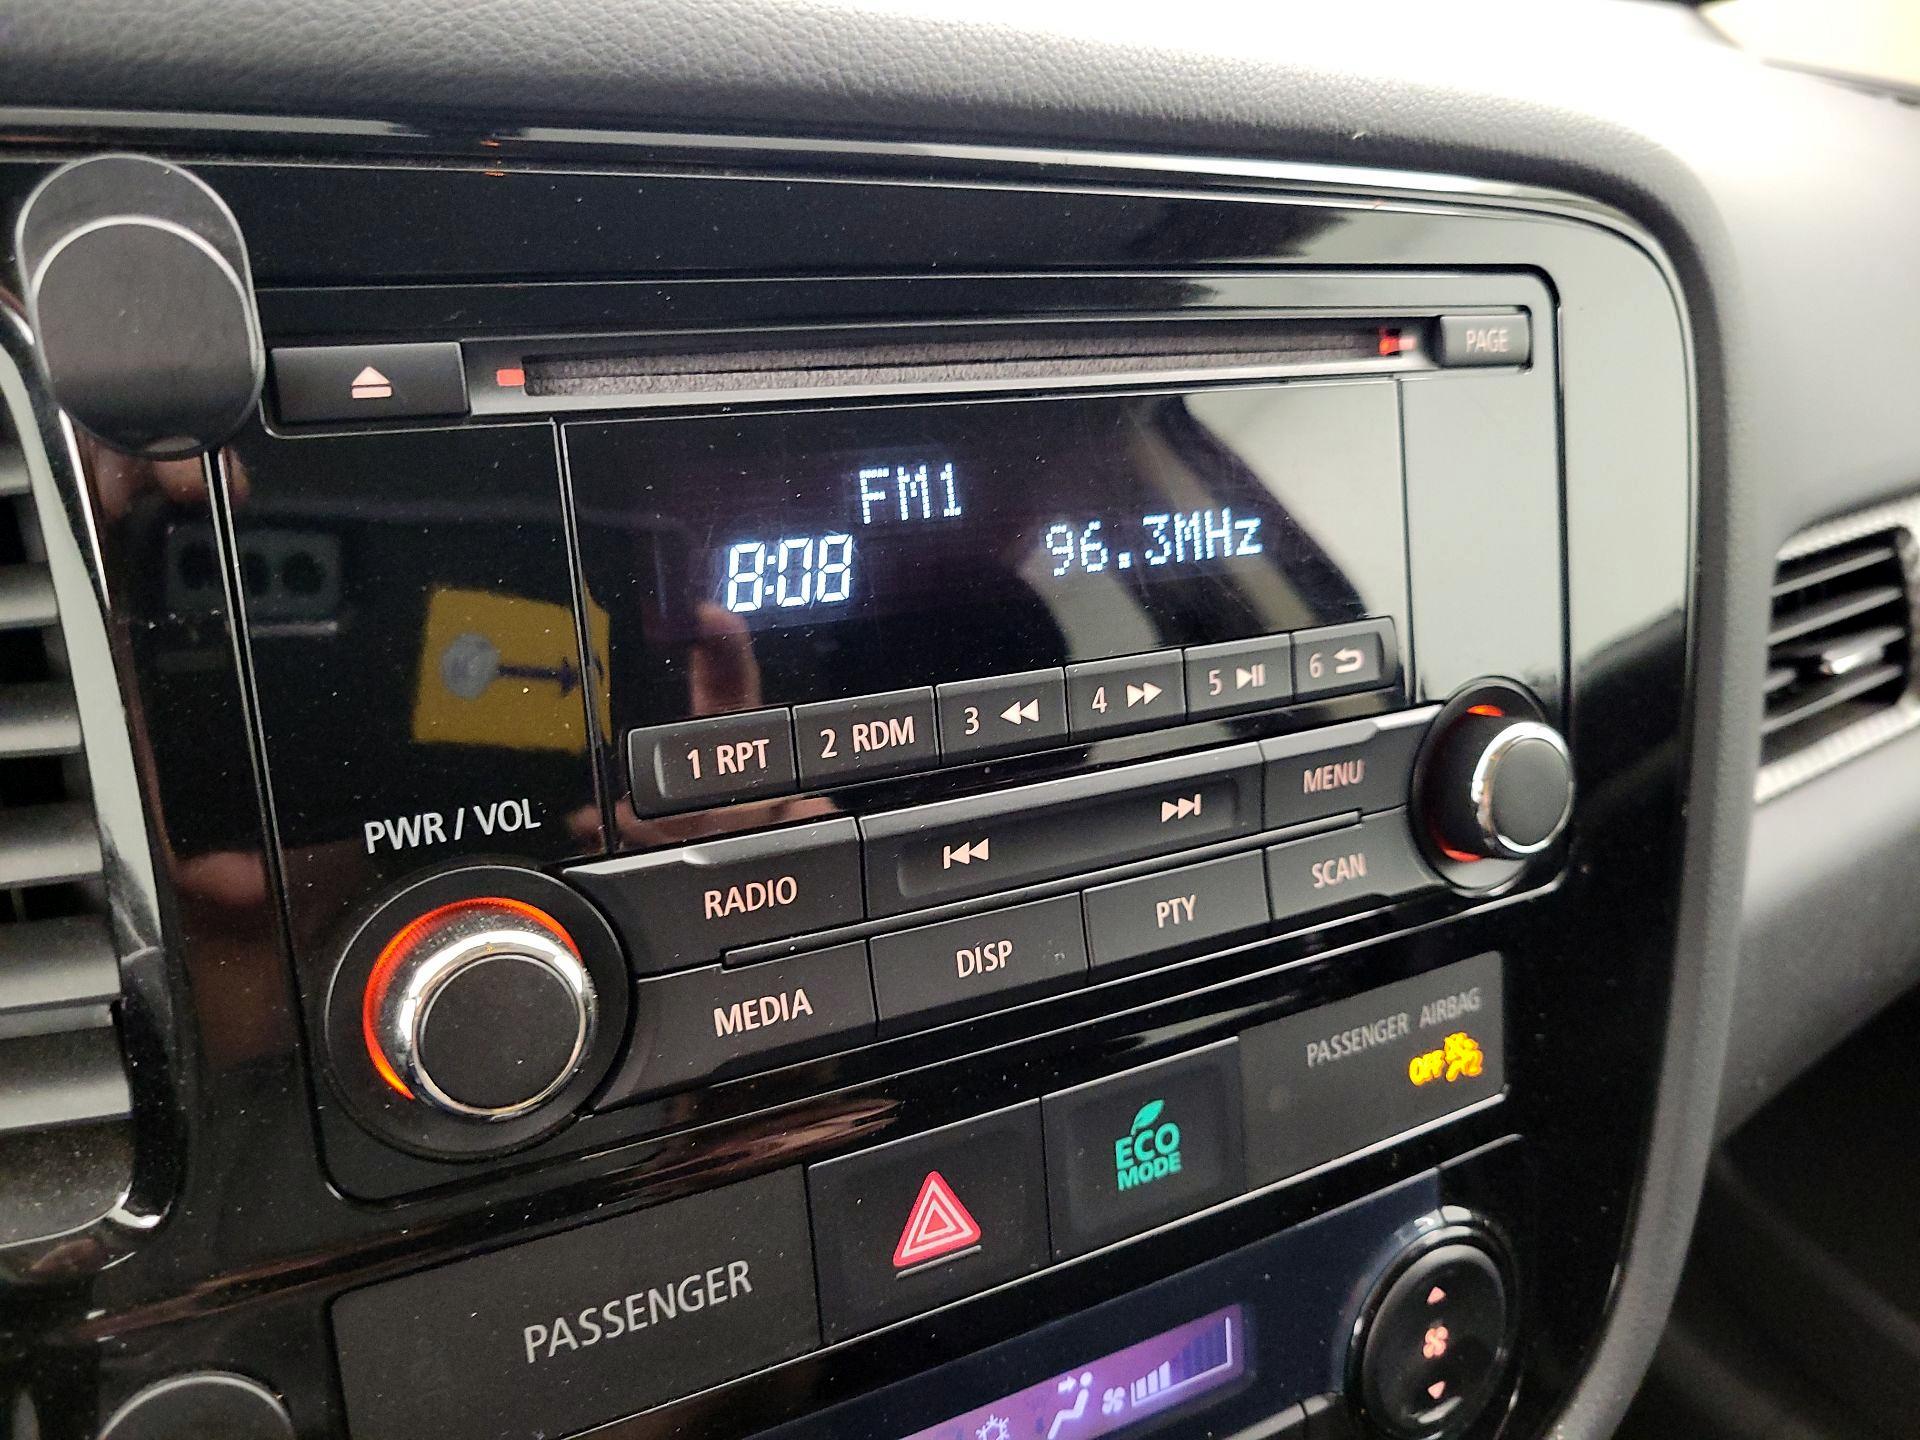 PAGE
FM1
8:08
96.3MHz
1 RPT
2 RDM
3
4
5
6
PWR / VOL
RADIO
MENU
MEDIA
DISP
PTY
SCAN
PASSENGER AIRBAG
OFF
ECO
MODE
PASSENGER